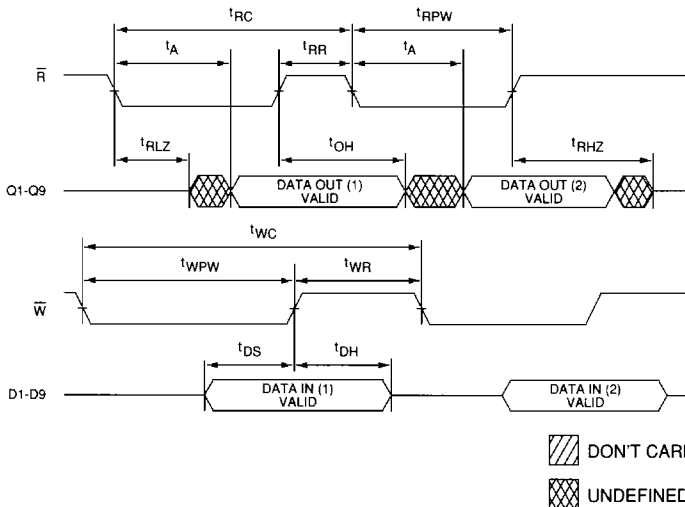 tRC tRPW
tA tRR tA
R̅
tRLZ tOH tRHZ
Q1-Q9 DATA OUT (1) VALID DATA OUT (2) VALID
tWC
tWPW tWR
W̅
tDS tDH
D1-D9 DATA IN (1) VALID DATA IN (2) VALID
DON'T CARE
UNDEFINED